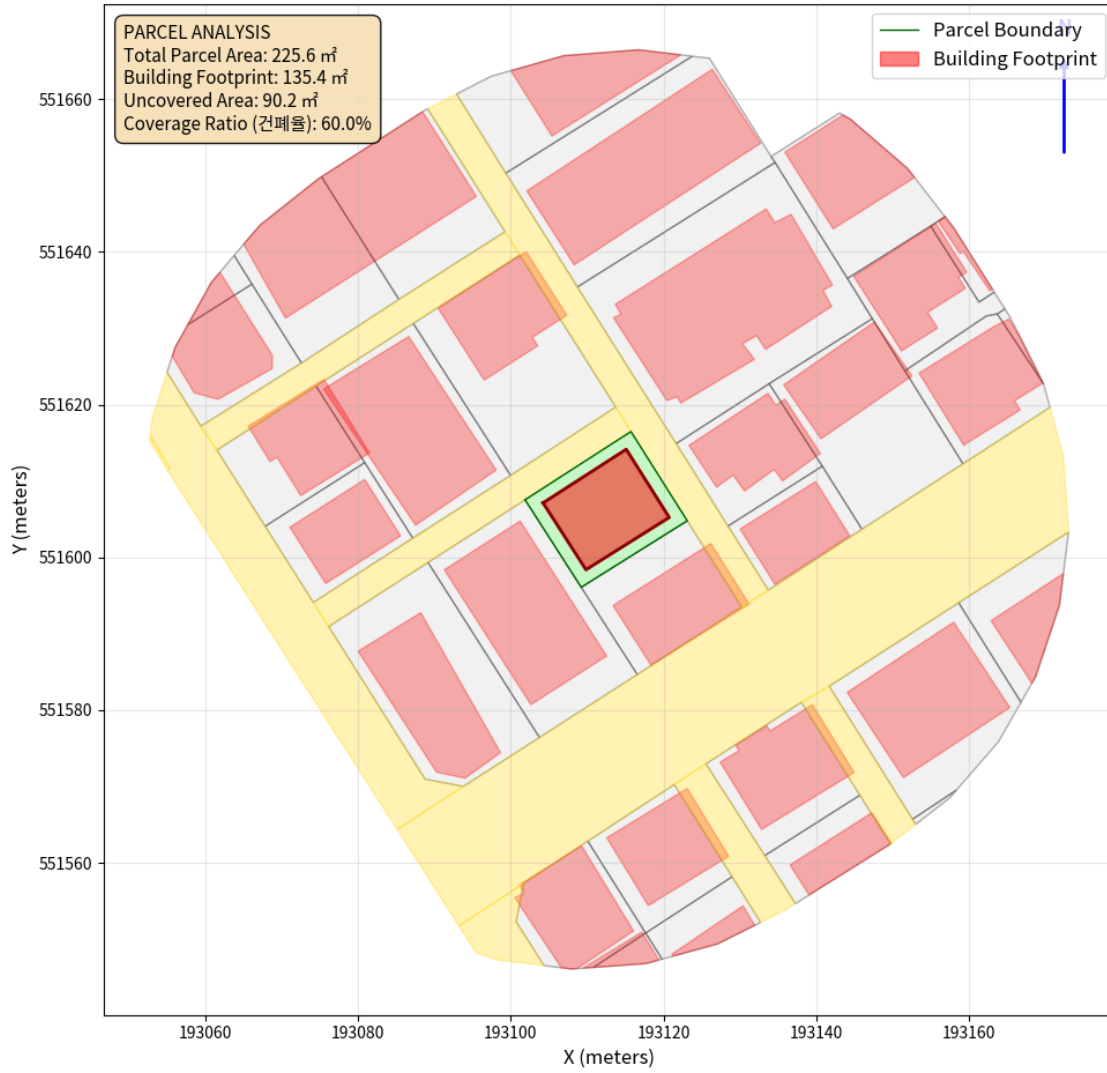 PARCEL ANALYSIS
Total Parcel Area: 225.6 ㎡
Building Footprint: 135.4 ㎡
Uncovered Area: 90.2 ㎡
Coverage Ratio (건폐율): 60.0%
Parcel Boundary
Building Footprint
N
551660
551640
551620
551600
551580
551560
Y (meters)
193060
193080
193100
193120
193140
193160
X (meters)